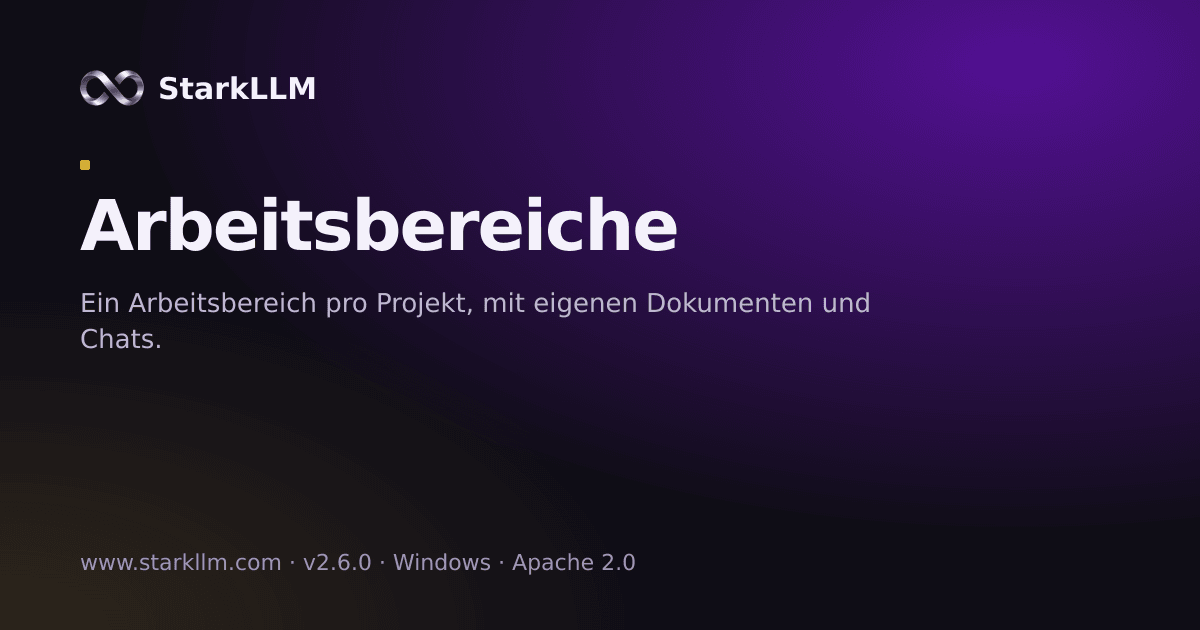 StarkLLM
Arbeitsbereiche
Ein Arbeitsbereich pro Projekt, mit eigenen Dokumenten und
Chats.
www.starkllm.com · v2.6.0 · Windows · Apache 2.0